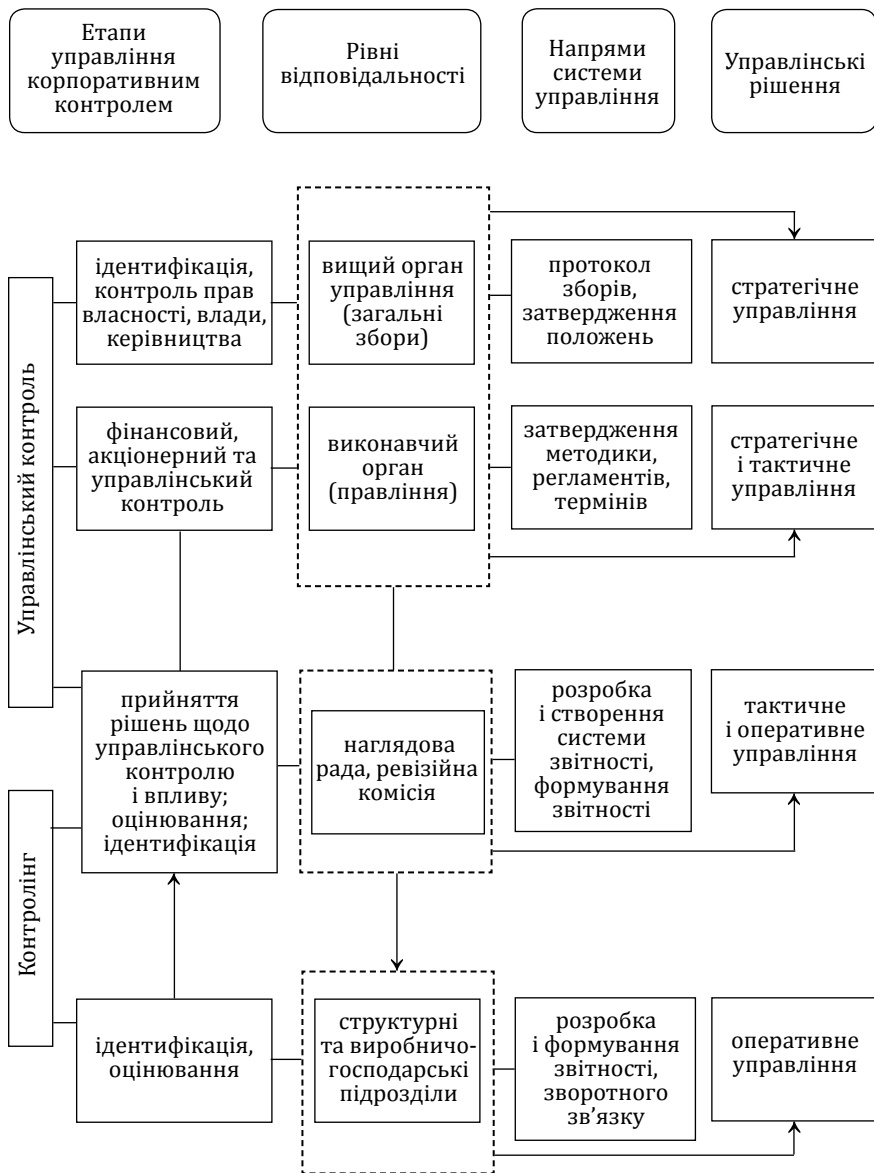 Етапи
управління
корпоративним
контролем
Рівні
відповідальності
Напрями
системи
управління
Управлінські
рішення
Управлінський контроль
ідентифікація,
контроль прав
власності, влади,
керівництва
вищий орган
управління
(загальні
збори)
протокол
зборів,
затвердження
положень
стратегічне
управління
фінансовий,
акціонерний та
управлінський
контроль
виконавчий
орган
(правління)
затвердження
методики,
регламентів,
термінів
стратегічне
і тактичне
управління
прийняття
рішень щодо
управлінського
контролю
і впливу;
оцінювання;
ідентифікація
наглядова
рада, ревізійна
комісія
розробка
і створення
системи
звітності,
формування
звітності
тактичне
і оперативне
управління
Контролінг
ідентифікація,
оцінювання
структурні
та виробничо-
господарські
підрозділи
розробка
і формування
звітності,
зворотного
зв'язку
оперативне
управління